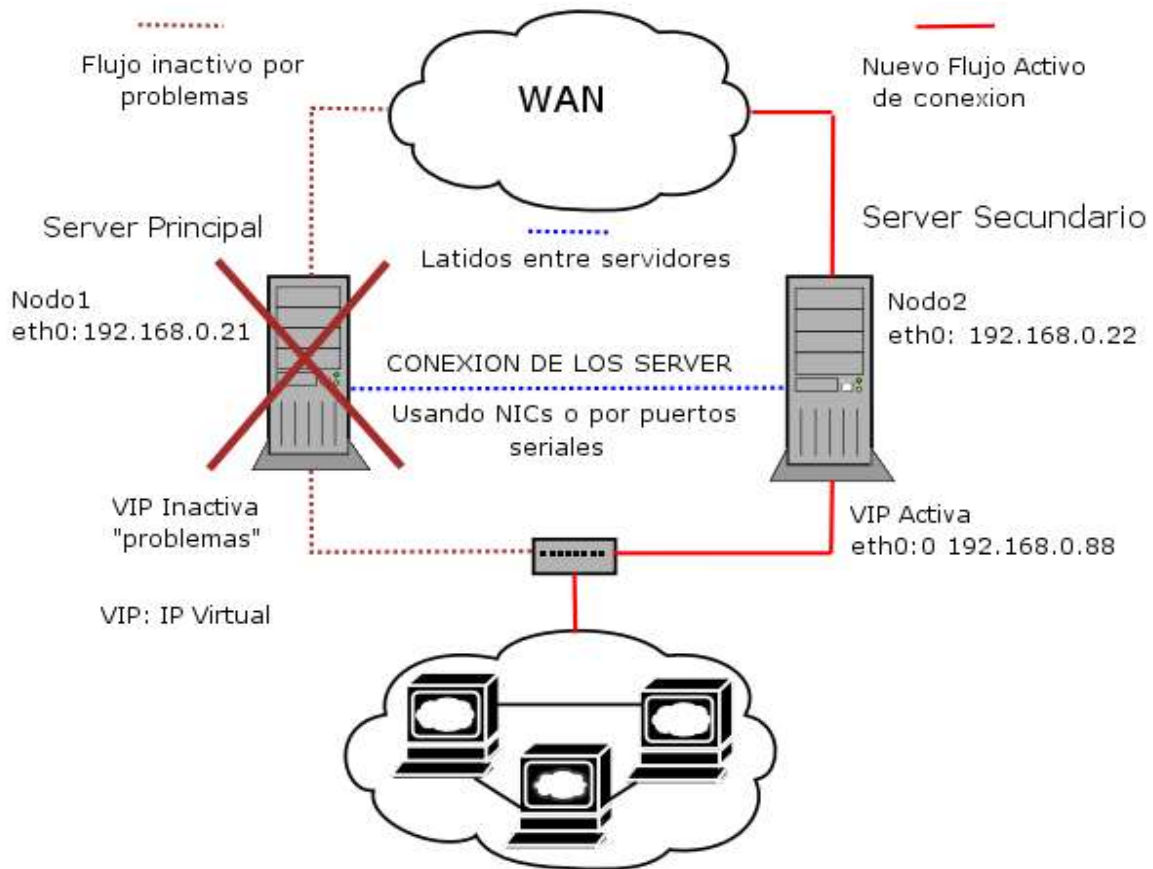 Flujo inactivo por
problemas
WAN
Nuevo Flujo Activo
de conexion
Server Principal
Server Secundario
Latidos entre servidores
Nodo1
eth0:192.168.0.21
Nodo2
eth0: 192.168.0.22
CONEXION DE LOS SERVER
Usando NICs o por puertos
seriales
VIP Inactiva
"problemas"
VIP Activa
eth0:0 192.168.0.88
VIP: IP Virtual